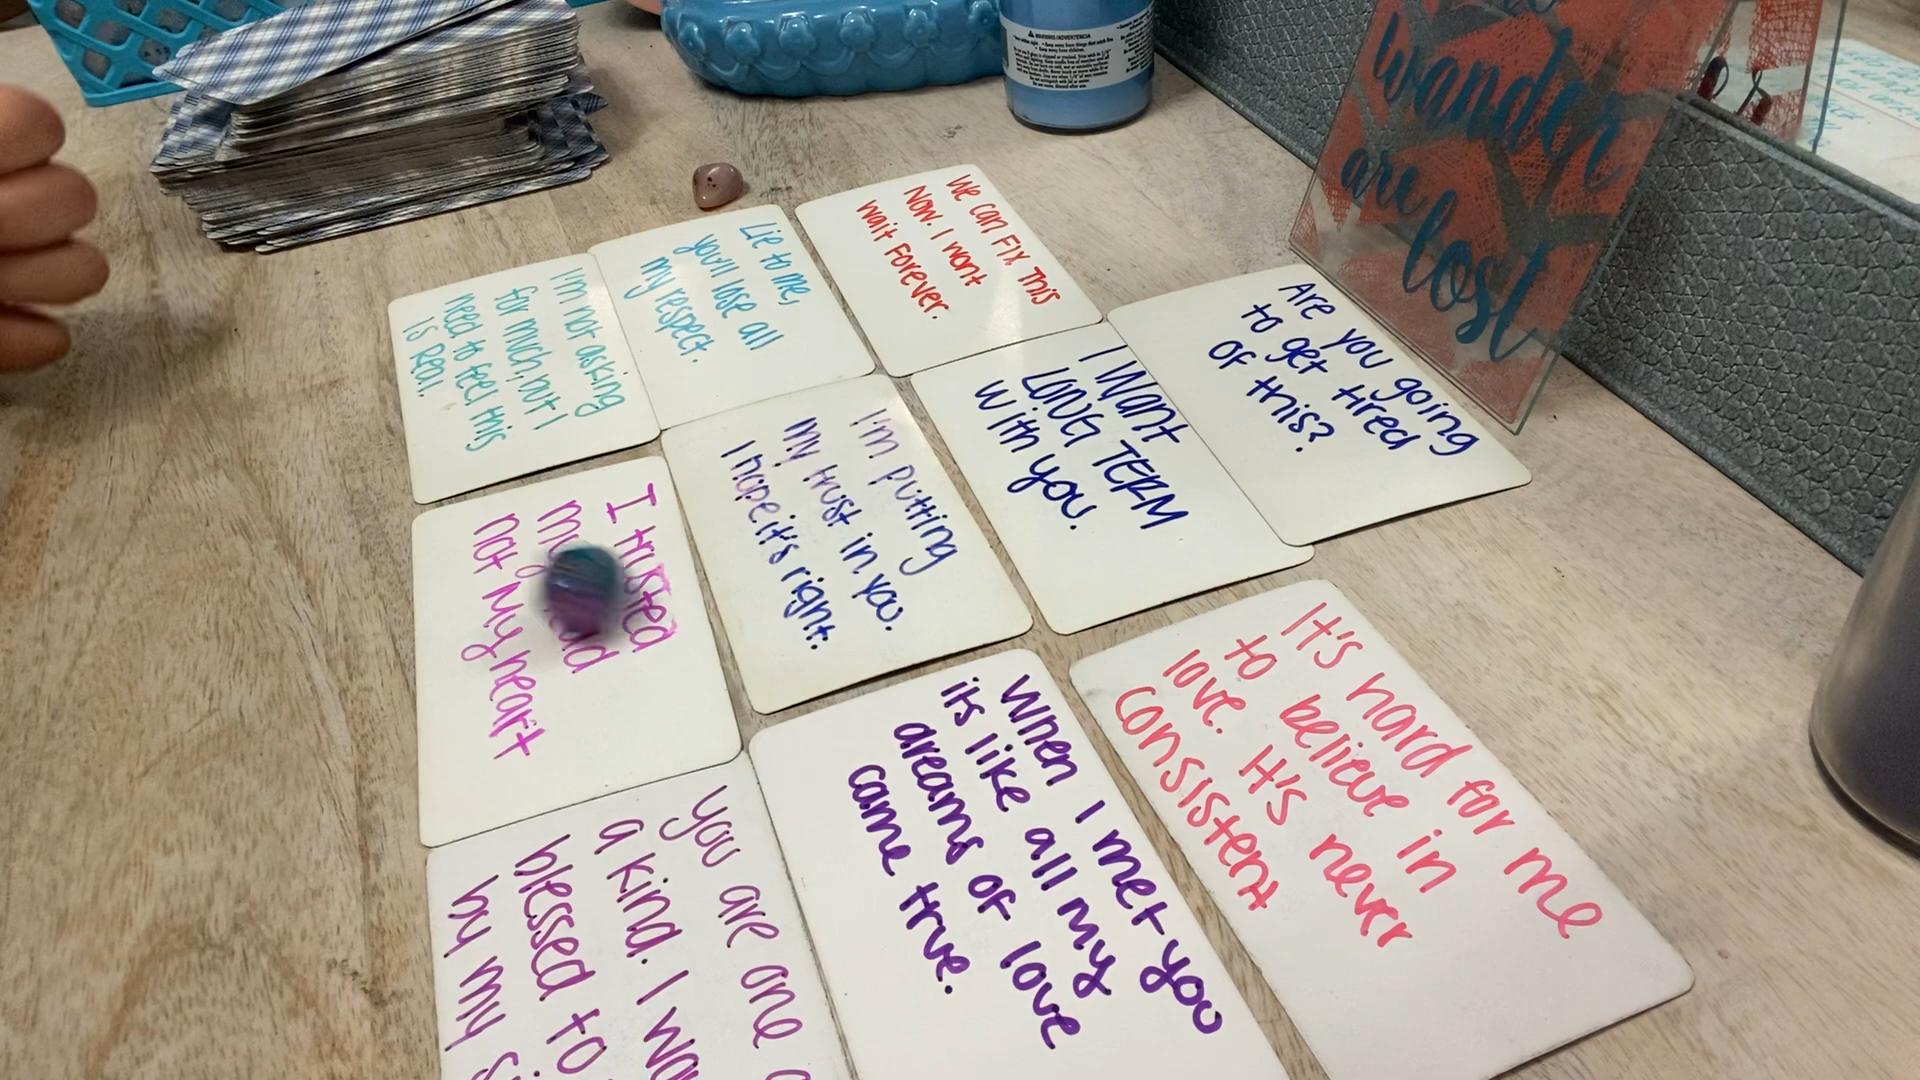 WARNING/ADVERTENCIA
wander
are
lost
We can FIX This
Now. I wont
wait Forever.
Lie to me,
you'll lose all
my respect.
I'm not asking
for much, but I
need to feel this
is Real.
Are you going
to get tired
of this?
I Want
LONG TERM
with you.
I'm putting
my trust in you.
I hope it's right.
I trusted
my
not My heart
It's hard for me
to believe in
love. It's never
consistent
When I met you
its like all my
dreams of love
came true.
you are one
a kind. I
blessed to
by my